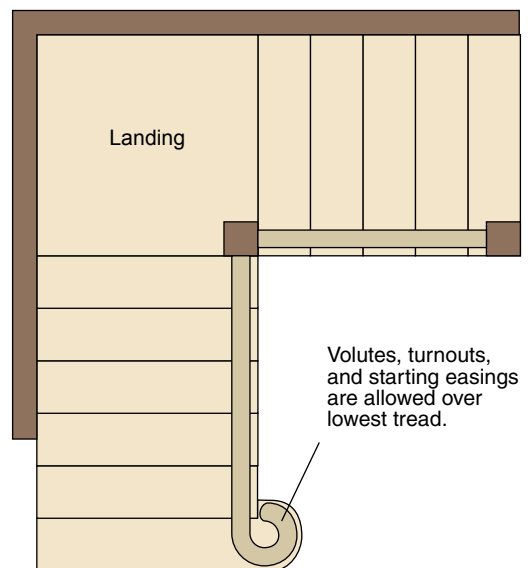 Landing
Volutes, turnouts,
and starting easings
are allowed over
lowest tread.